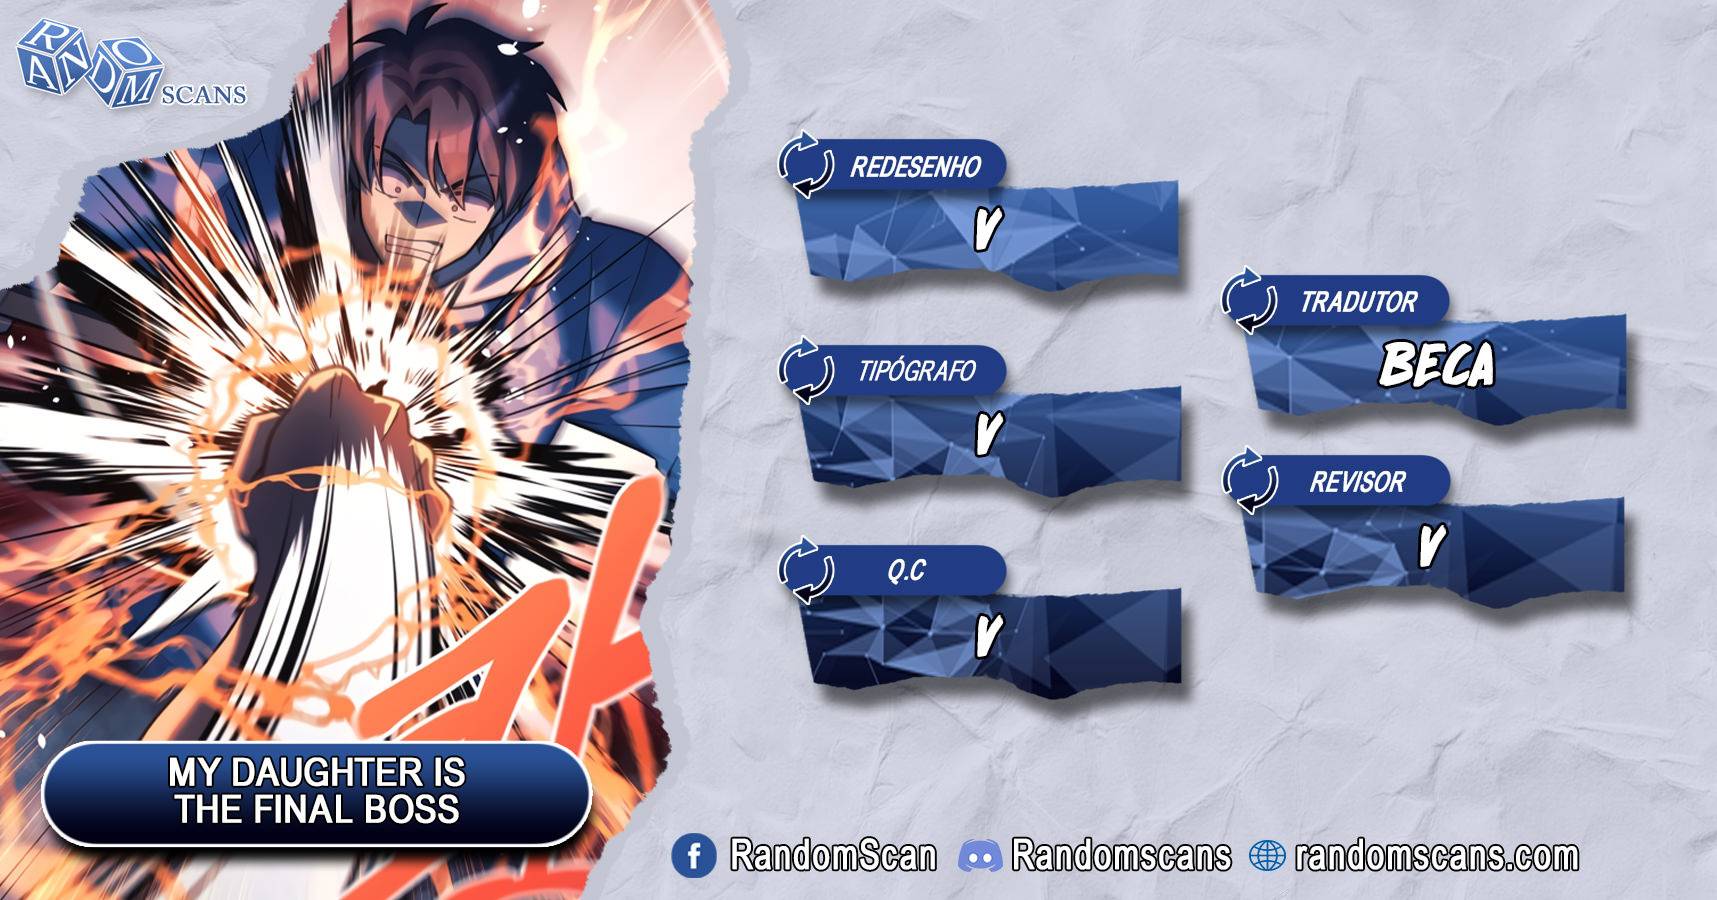 RANDOM SCANS
REDESENHO
V
TRADUTOR
BECA
TIPÓGRAFO
V
REVISOR
V
Q.C
V
MY DAUGHTER IS
THE FINAL BOSS
RandomScan
Randomscans
randomscans.com